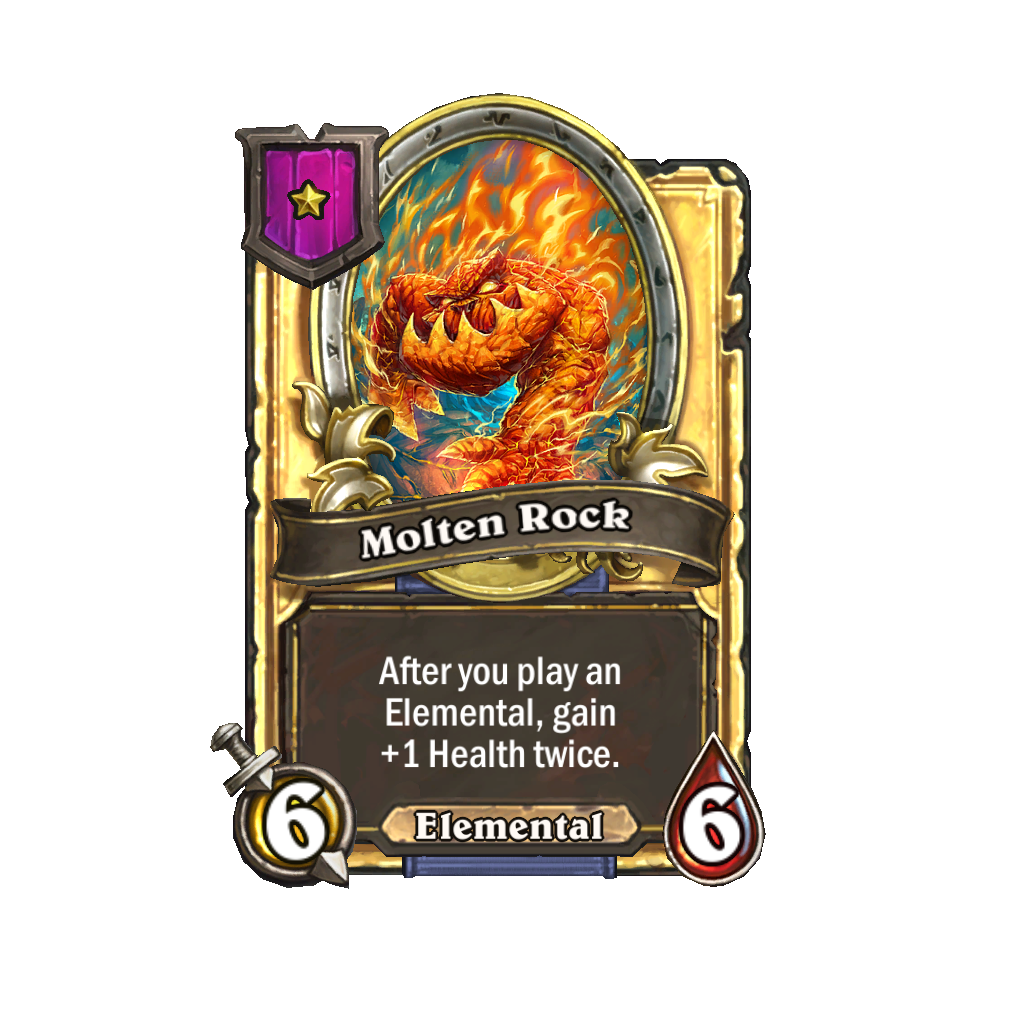 Molten Rock
After you play an
Elemental, gain
+1 Health twice.
6
Elemental
6